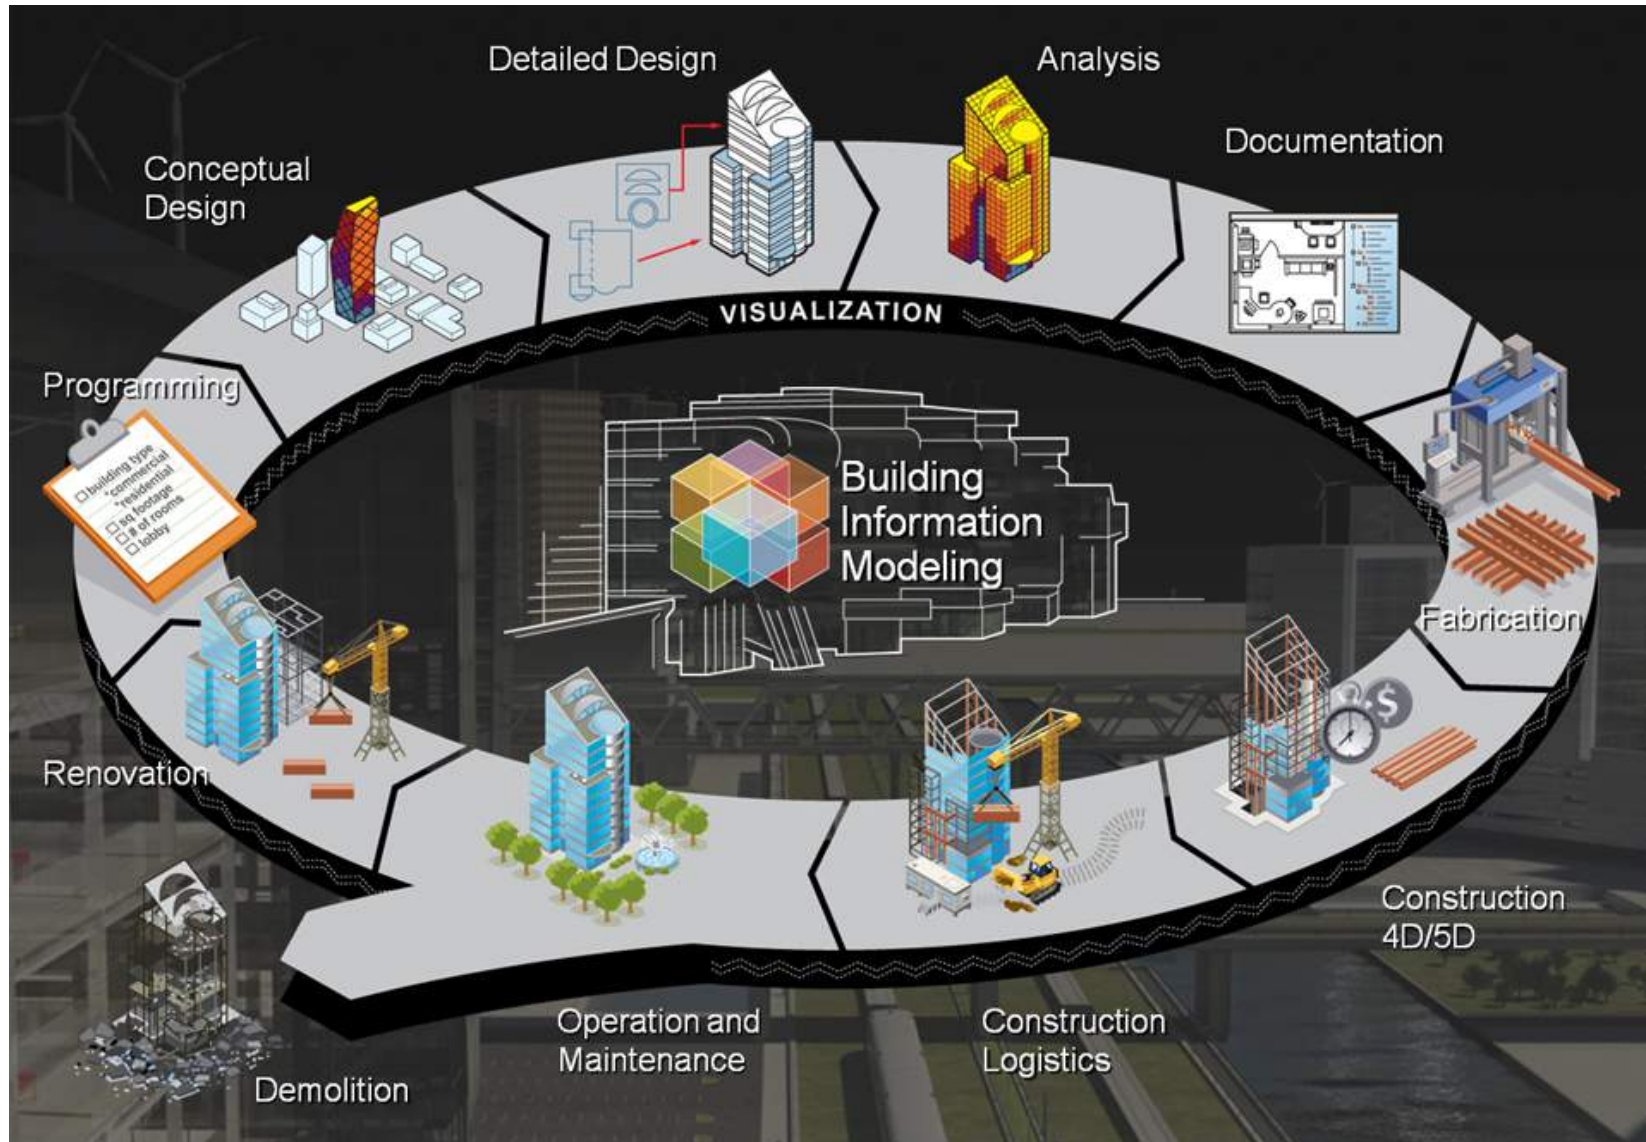 Detailed Design
Analysis
Documentation
Conceptual
Design
VISUALIZATION
Programming
building type
*commercial
*residential
sq footage
# of rooms
lobby
Building
Information
Modeling
Fabrication
$
Renovation
Construction
4D/5D
Operation and
Maintenance
Construction
Logistics
Demolition